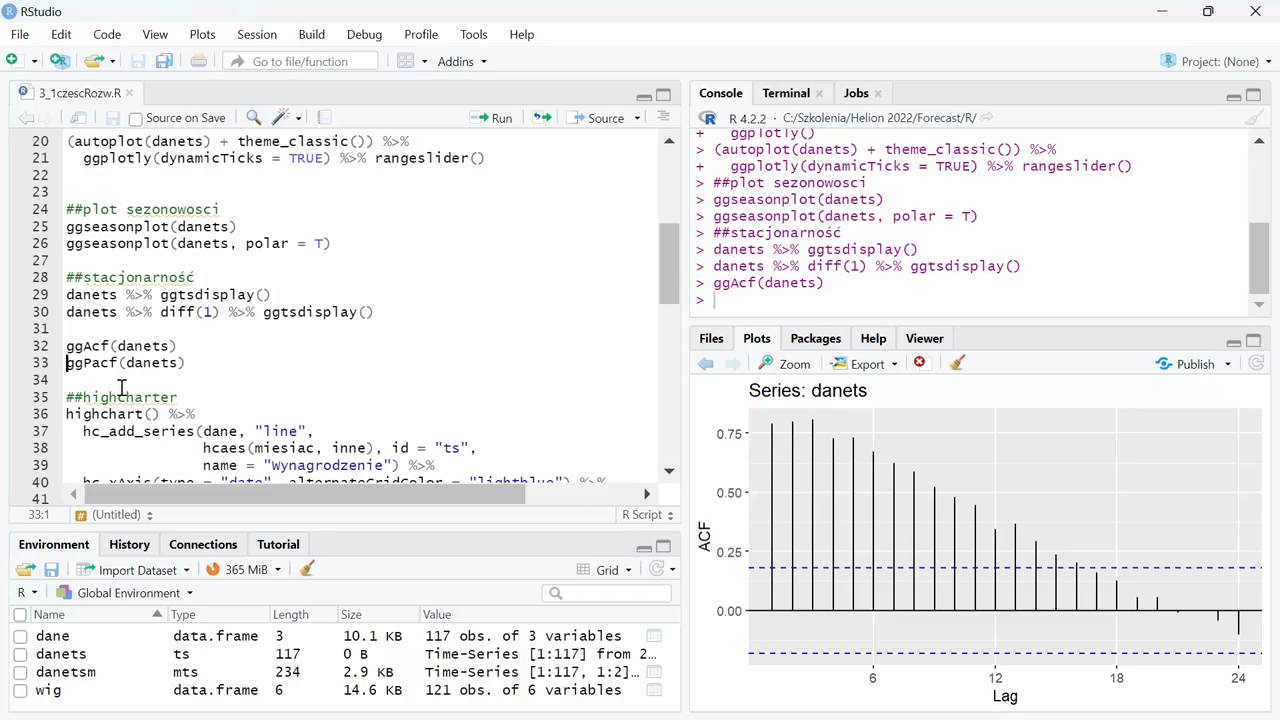 RStudio
File Edit Code View Plots Session Build Debug Profile Tools Help
Go to file/function Addins Project: (None)
3_1czescRozw.R
Source on Save Run Source
20 (autoplot(danets) + theme_classic()) %>%
21 ggplotly(dynamicTicks = TRUE) %>% rangeslider()
22
23
24 ##plot sezonowosci
25 ggseasonplot(danets)
26 ggseasonplot(danets, polar = T)
27
28 ##stacjonarność
29 danets %>% ggtsdisplay()
30 danets %>% diff(1) %>% ggtsdisplay()
31
32 ggAcf(danets)
33 ggPacf(danets)
34
35 ##hightcharter
36 highchart() %>%
37 hc_add_series(dane, "line",
38 hcaes(miesiac, inne), id = "ts",
39 name = "Wynagrodzenie") %>%
40 hc_xAxis(type = "date", alternateGridColor = "lightblue") %>%
41
33:1 (Untitled) R Script
Console Terminal Jobs
R 4.2.2 · C:/Szkolenia/Helion 2022/Forecast/R/
+ ggplotly()
> (autoplot(danets) + theme_classic()) %>%
+ ggplotly(dynamicTicks = TRUE) %>% rangeslider()
> ##plot sezonowosci
> ggseasonplot(danets)
> ggseasonplot(danets, polar = T)
> ##stacjonarność
> danets %>% ggtsdisplay()
> danets %>% diff(1) %>% ggtsdisplay()
> ggAcf(danets)
>
Environment History Connections Tutorial
Import Dataset 365 MiB Grid
R Global Environment
Name Type Length Size Value
dane data.frame 3 10.1 KB 117 obs. of 3 variables
danets ts 117 0 B Time-Series [1:117] from 2…
danetsm mts 234 2.9 KB Time-Series [1:117, 1:2]…
wig data.frame 6 14.6 KB 121 obs. of 6 variables
Files Plots Packages Help Viewer
Zoom Export Publish
Series: danets
0.75
0.50
0.25
0.00
ACF
6 12 18 24
Lag